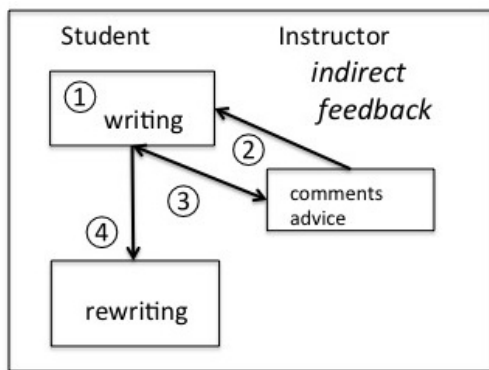 Student Instructor
indirect
feedback
① writing
②
comments
advice
③
④
rewriting